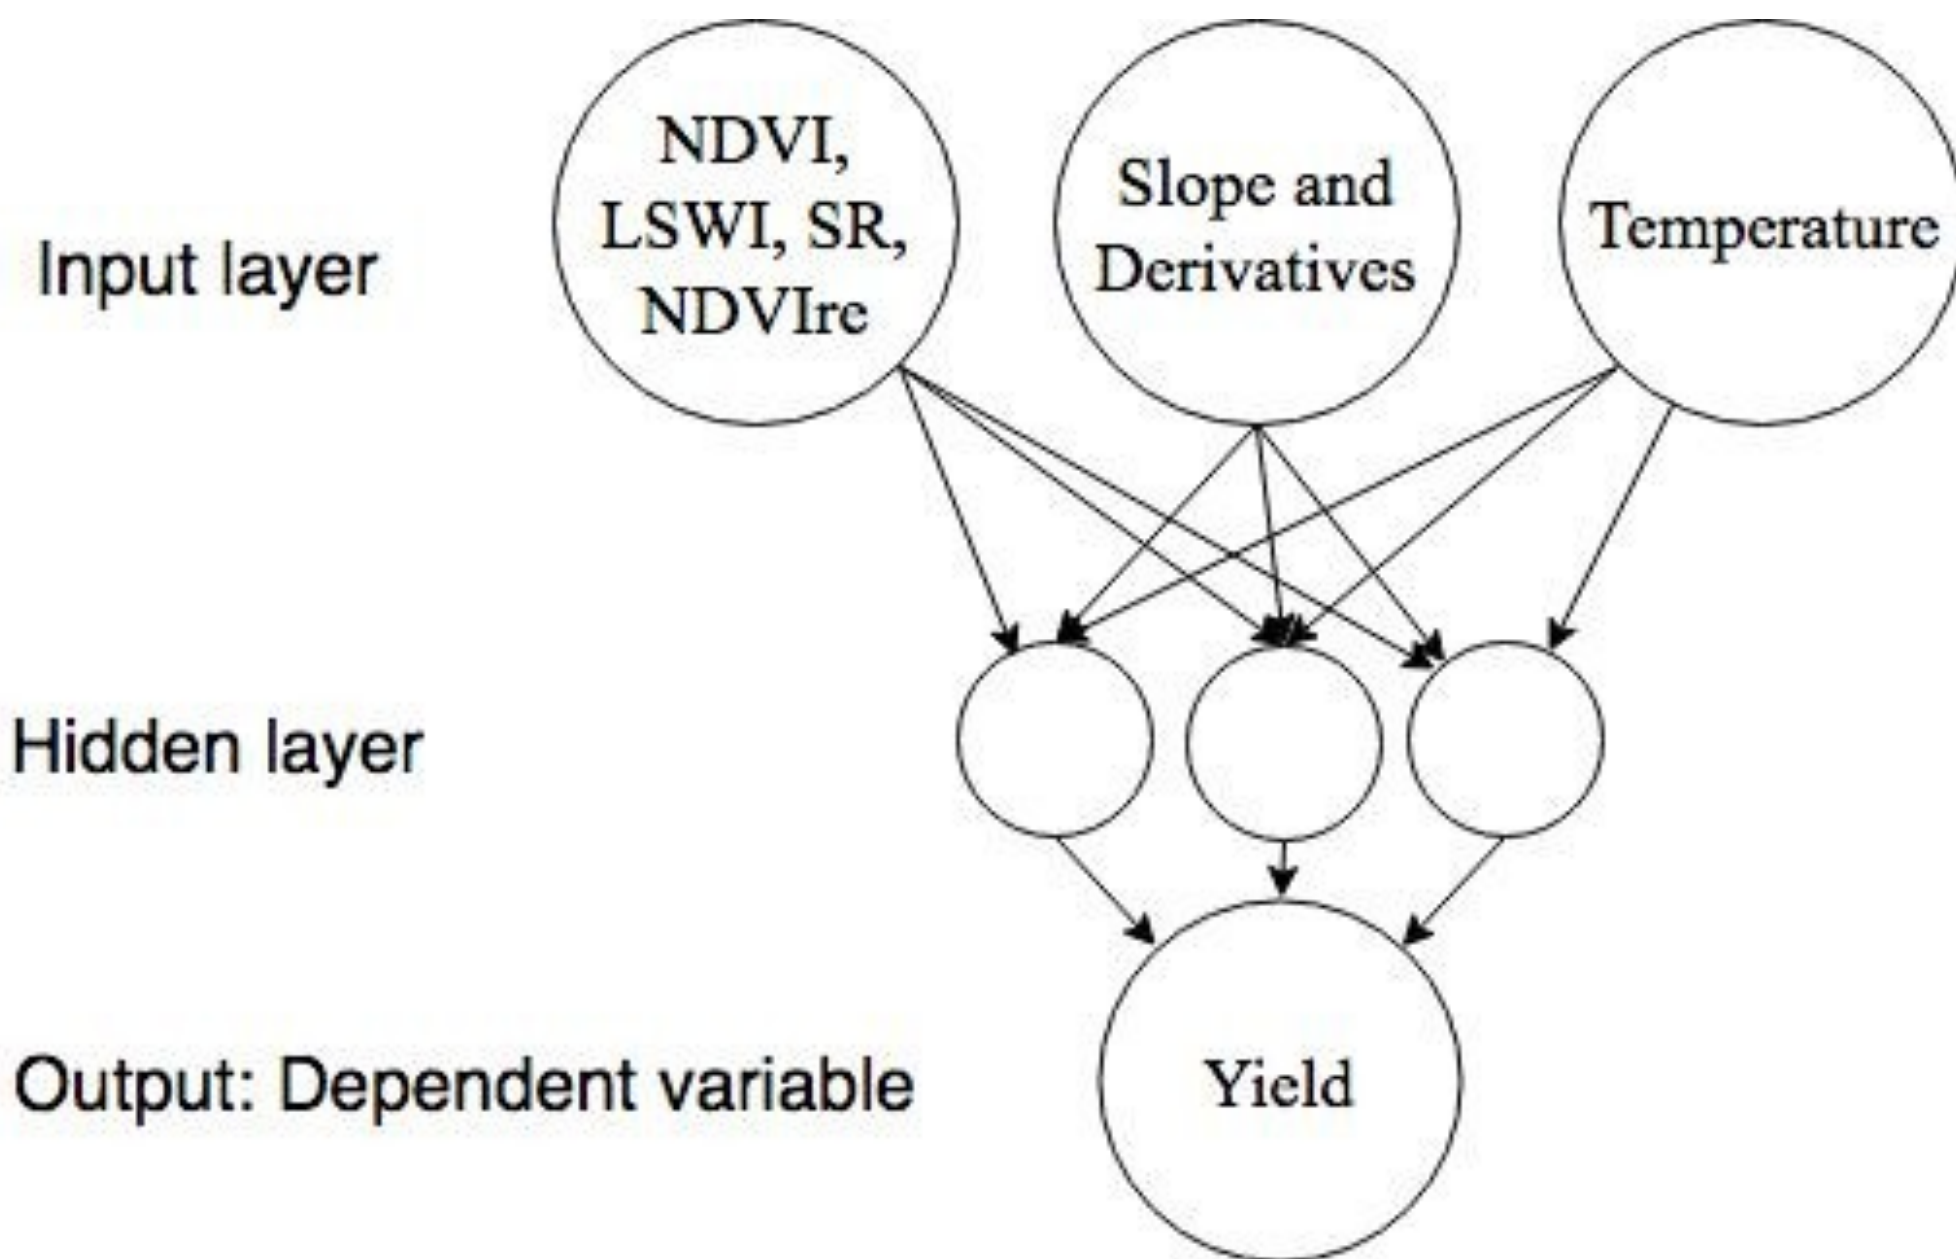 Input layer
NDVI,
LSWI, SR,
NDVIre
Slope and
Derivatives
Temperature
Hidden layer
Output: Dependent variable
Yield